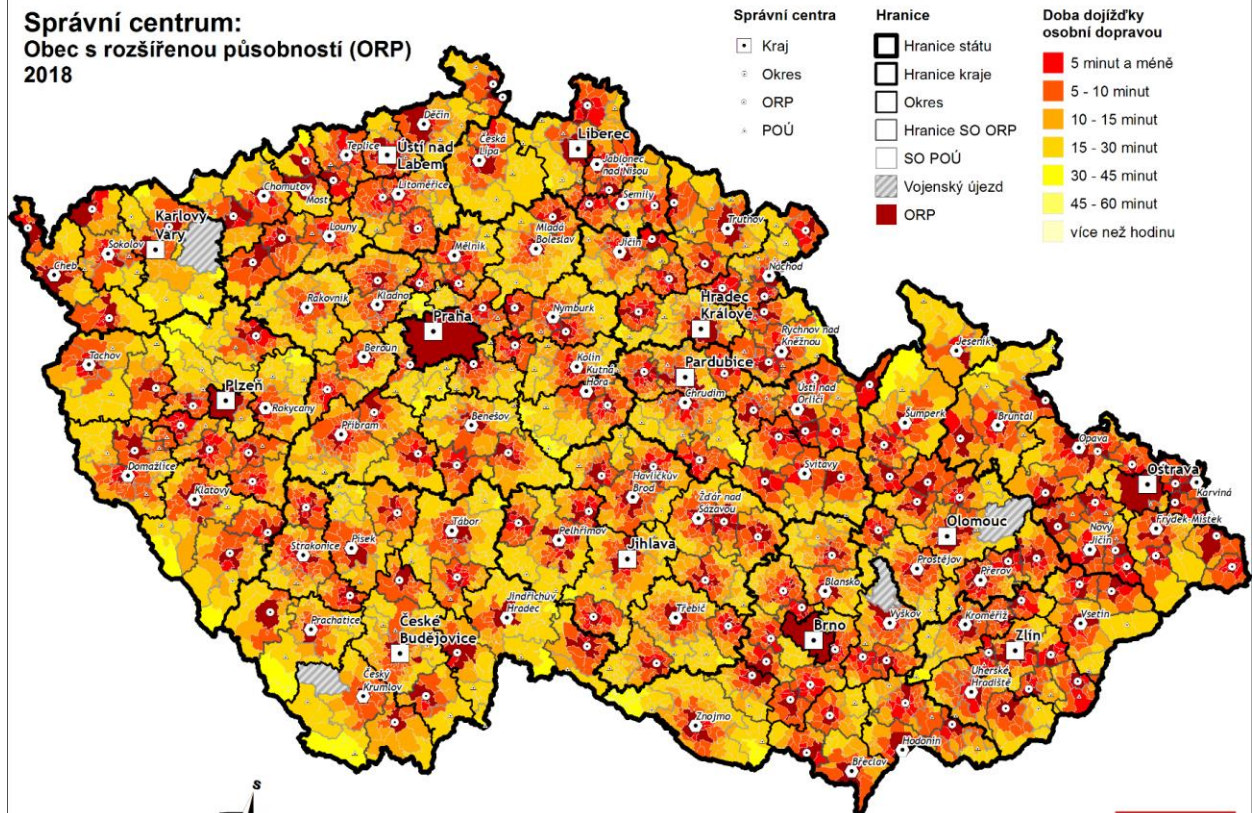 Správní centrum:
Obec s rozšířenou působností (ORP)
2018
Správní centra
Kraj
Okres
ORP
POÚ
Hranice
Hranice státu
Hranice kraje
Okres
Hranice SO ORP
SO POÚ
Vojenský újezd
ORP
Doba dojížďky
osobní dopravou
5 minut a méně
5 - 10 minut
10 - 15 minut
15 - 30 minut
30 - 45 minut
45 - 60 minut
více než hodinu
Děčín
Teplice
Ústí nad
Labem
Česká
Lípa
Liberec
Jablonec
nad Nisou
Chomutov
Most
Litoměřice
Semily
Karlovy
Vary
Sokolov
Cheb
Louny
Mladá
Boleslav
Jičín
Trutnov
Mělník
Náchod
Rakovník
Kladno
Praha
Nymburk
Hradec
Králové
Rychnov nad
Kněžnou
Jeseník
Tachov
Beroun
Kolín
Kutná
Hora
Pardubice
Chrudim
Ústí nad
Orlicí
Plzeň
Rokycany
Příbram
Benešov
Šumperk
Bruntál
Opava
Ostrava
Karviná
Domažlice
Klatovy
Havlíčkův
Brod
Svitavy
Žďár nad
Sázavou
Olomouc
Nový
Jičín
Frýdek-Místek
Tábor
Písek
Strakonice
Pelhřimov
Jihlava
Prostějov
Přerov
Blansko
Jindřichův
Hradec
Třebíč
Vyškov
Kroměříž
Vsetín
Prachatice
České
Budějovice
Brno
Zlín
Český
Krumlov
Uherské
Hradiště
Znojmo
Hodonín
Břeclav
S